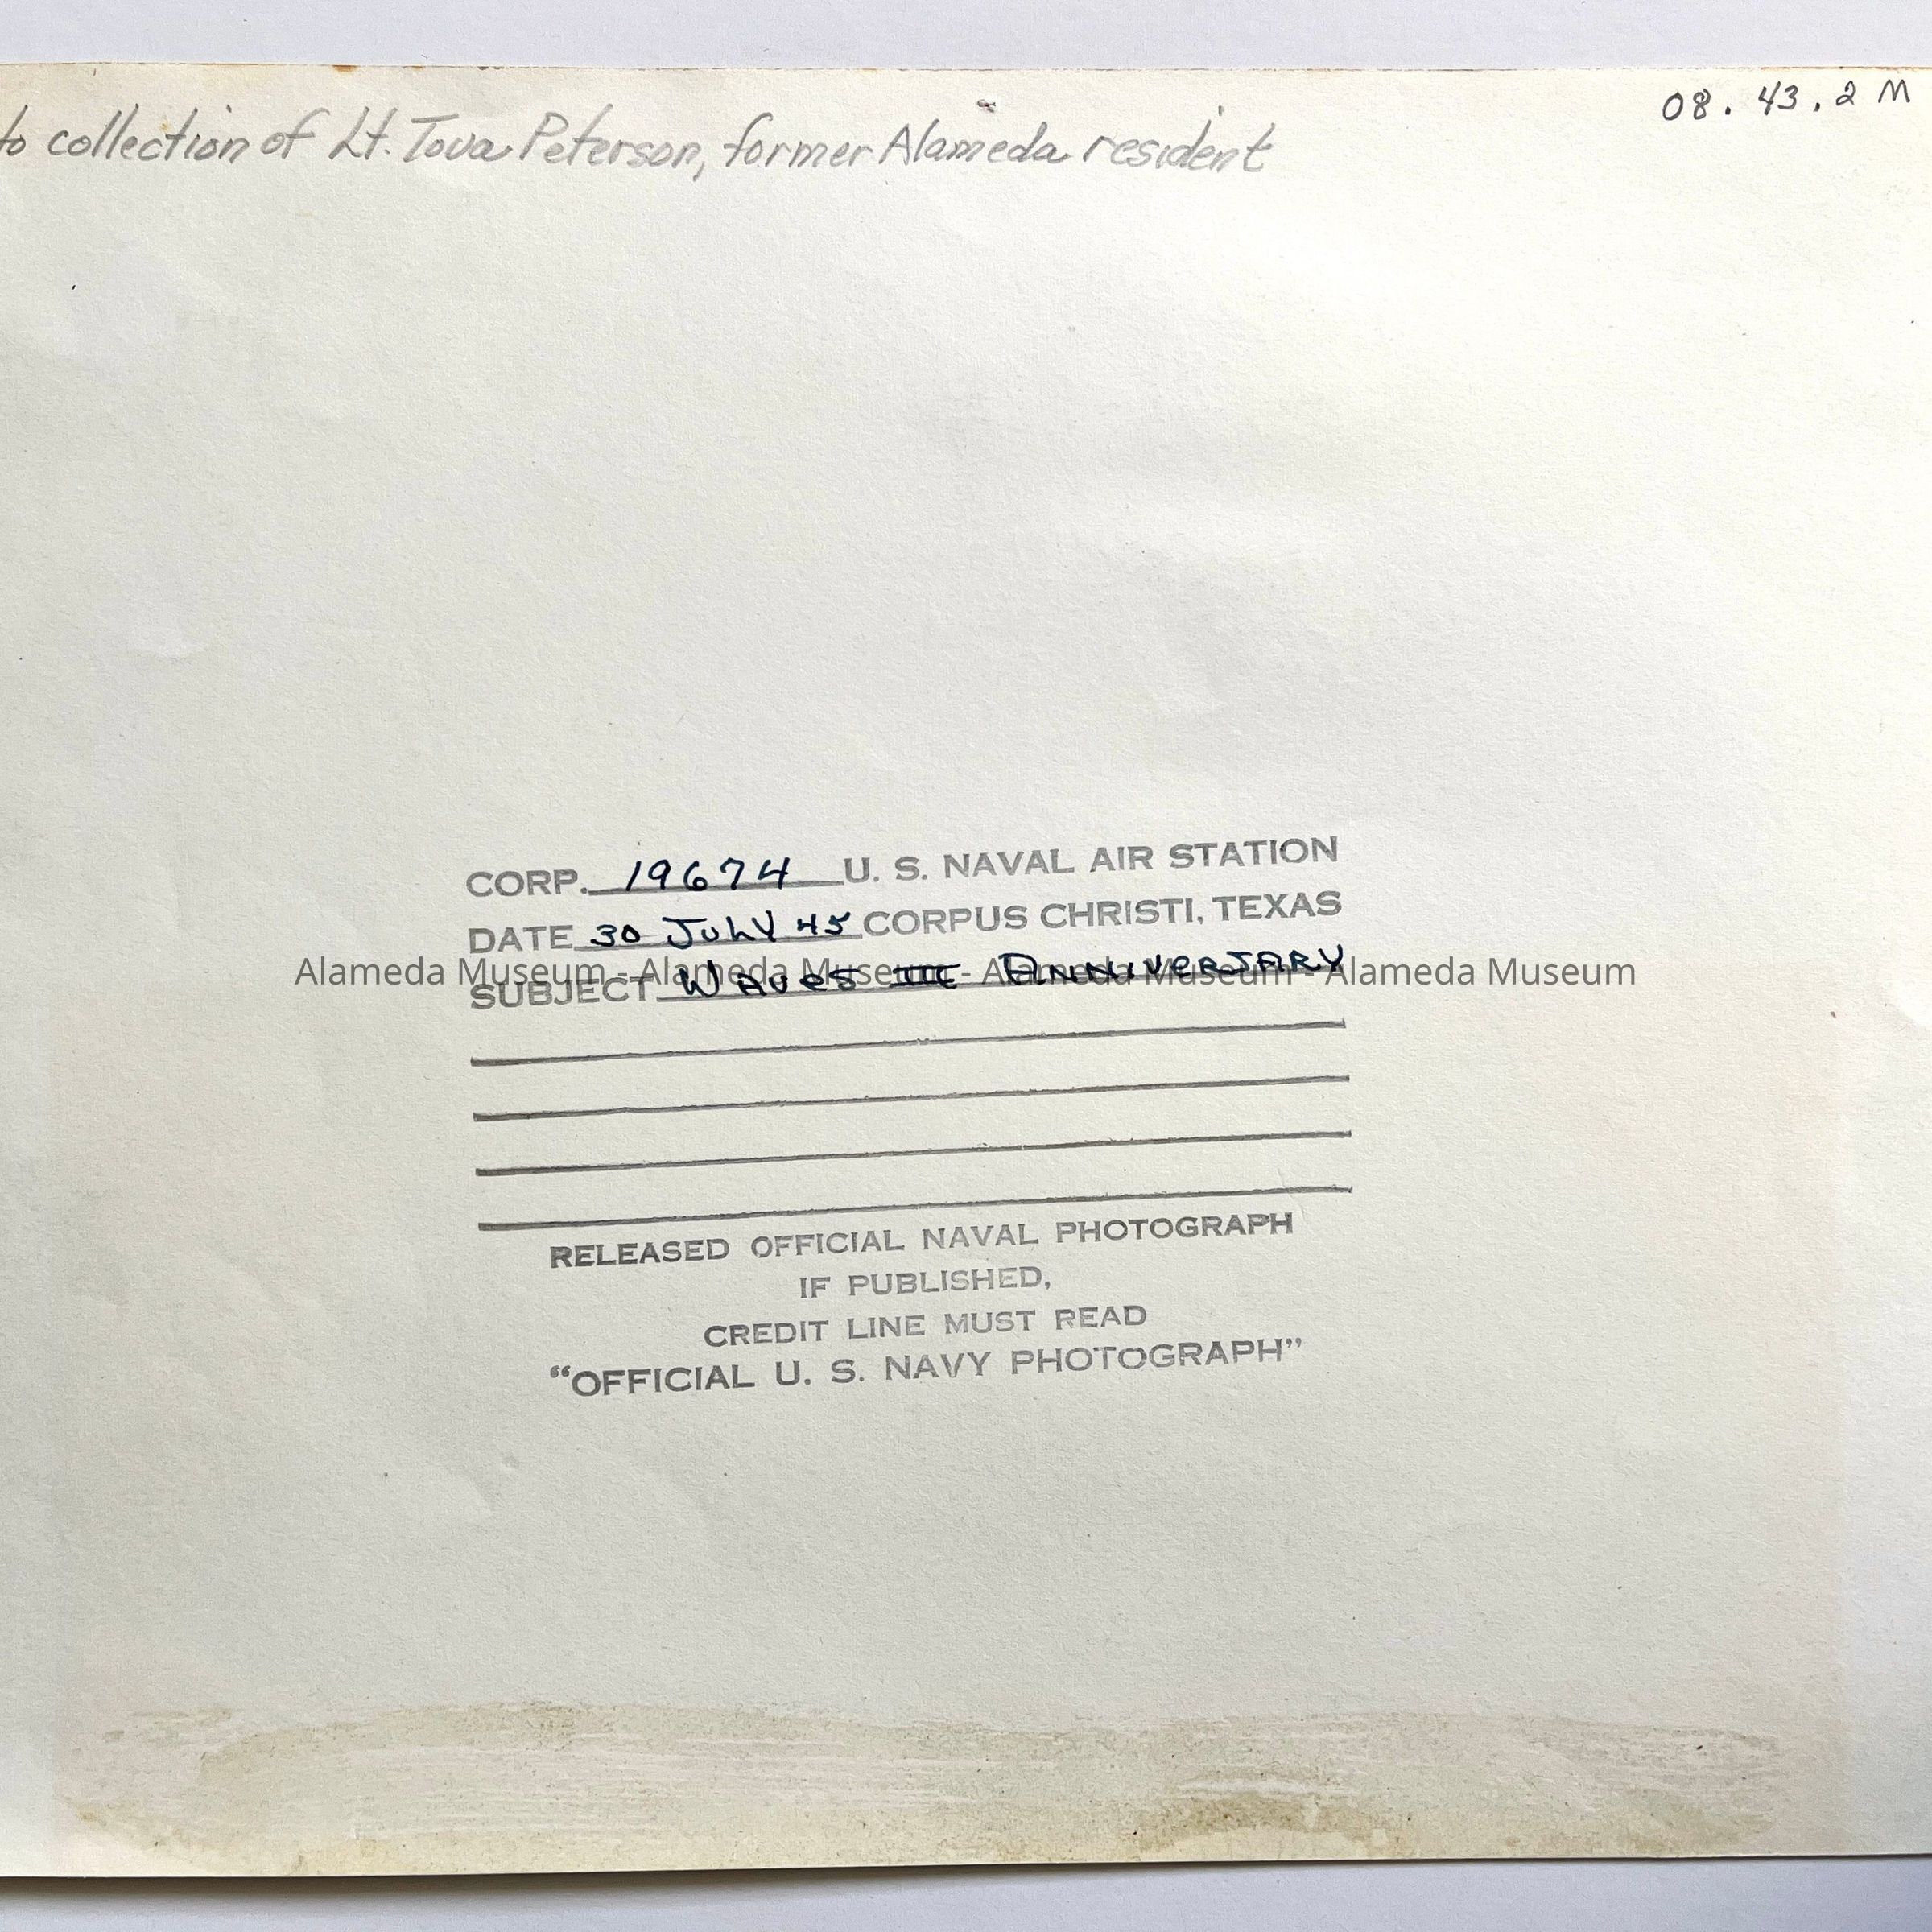 to collection of Lt. Tova Peterson, former Alameda resident
08. 43. 2 M
CORP. 19674 U. S. NAVAL AIR STATION
DATE 30 JULY 45 CORPUS CHRISTI, TEXAS
SUBJECT WAVES III ANNIVERSARY
Alameda Museum - Alameda Museum - Alameda Museum - Alameda Museum
RELEASED OFFICIAL NAVAL PHOTOGRAPH
IF PUBLISHED,
CREDIT LINE MUST READ
“OFFICIAL U. S. NAVY PHOTOGRAPH”